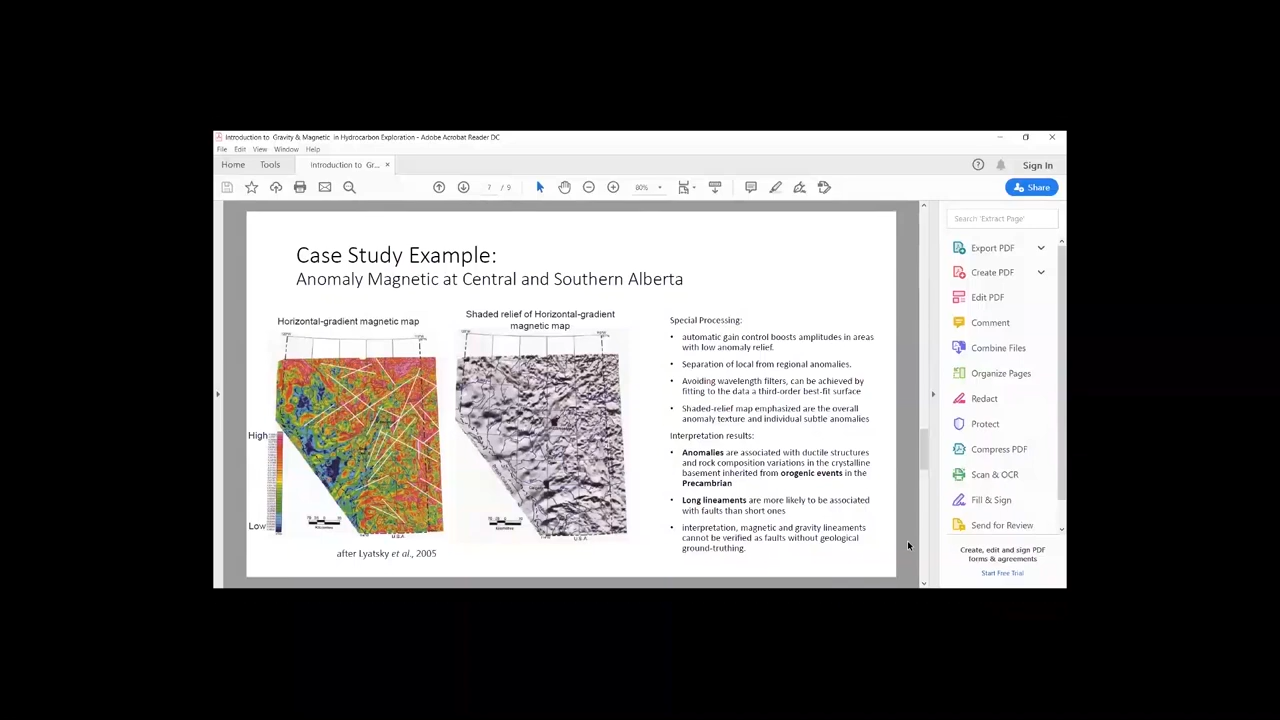 Introduction to Gravity & Magnetic in Hydrocarbon Exploration - Adobe Acrobat Reader DC
File Edit View Window Help
Home Tools Introduction to Gr... ×
Sign In
7 / 9 80%
Share
Search 'Extract Page'
Export PDF
Create PDF
Edit PDF
Comment
Combine Files
Organize Pages
Redact
Protect
Compress PDF
Scan & OCR
Fill & Sign
Send for Review
Create, edit and sign PDF
forms & agreements
Start Free Trial
Case Study Example:
Anomaly Magnetic at Central and Southern Alberta
Horizontal-gradient magnetic map
High
Low
Shaded relief of Horizontal-gradient
magnetic map
U.S.A
U.S.A
after Lyatsky et al., 2005
Special Processing:
• automatic gain control boosts amplitudes in areas
with low anomaly relief.
• Separation of local from regional anomalies.
• Avoiding wavelength filters, can be achieved by
fitting to the data a third-order best-fit surface
• Shaded-relief map emphasized are the overall
anomaly texture and individual subtle anomalies
Interpretation results:
• Anomalies are associated with ductile structures
and rock composition variations in the crystalline
basement inherited from orogenic events in the
Precambrian
• Long lineaments are more likely to be associated
with faults than short ones
• interpretation, magnetic and gravity lineaments
cannot be verified as faults without geological
ground-truthing.